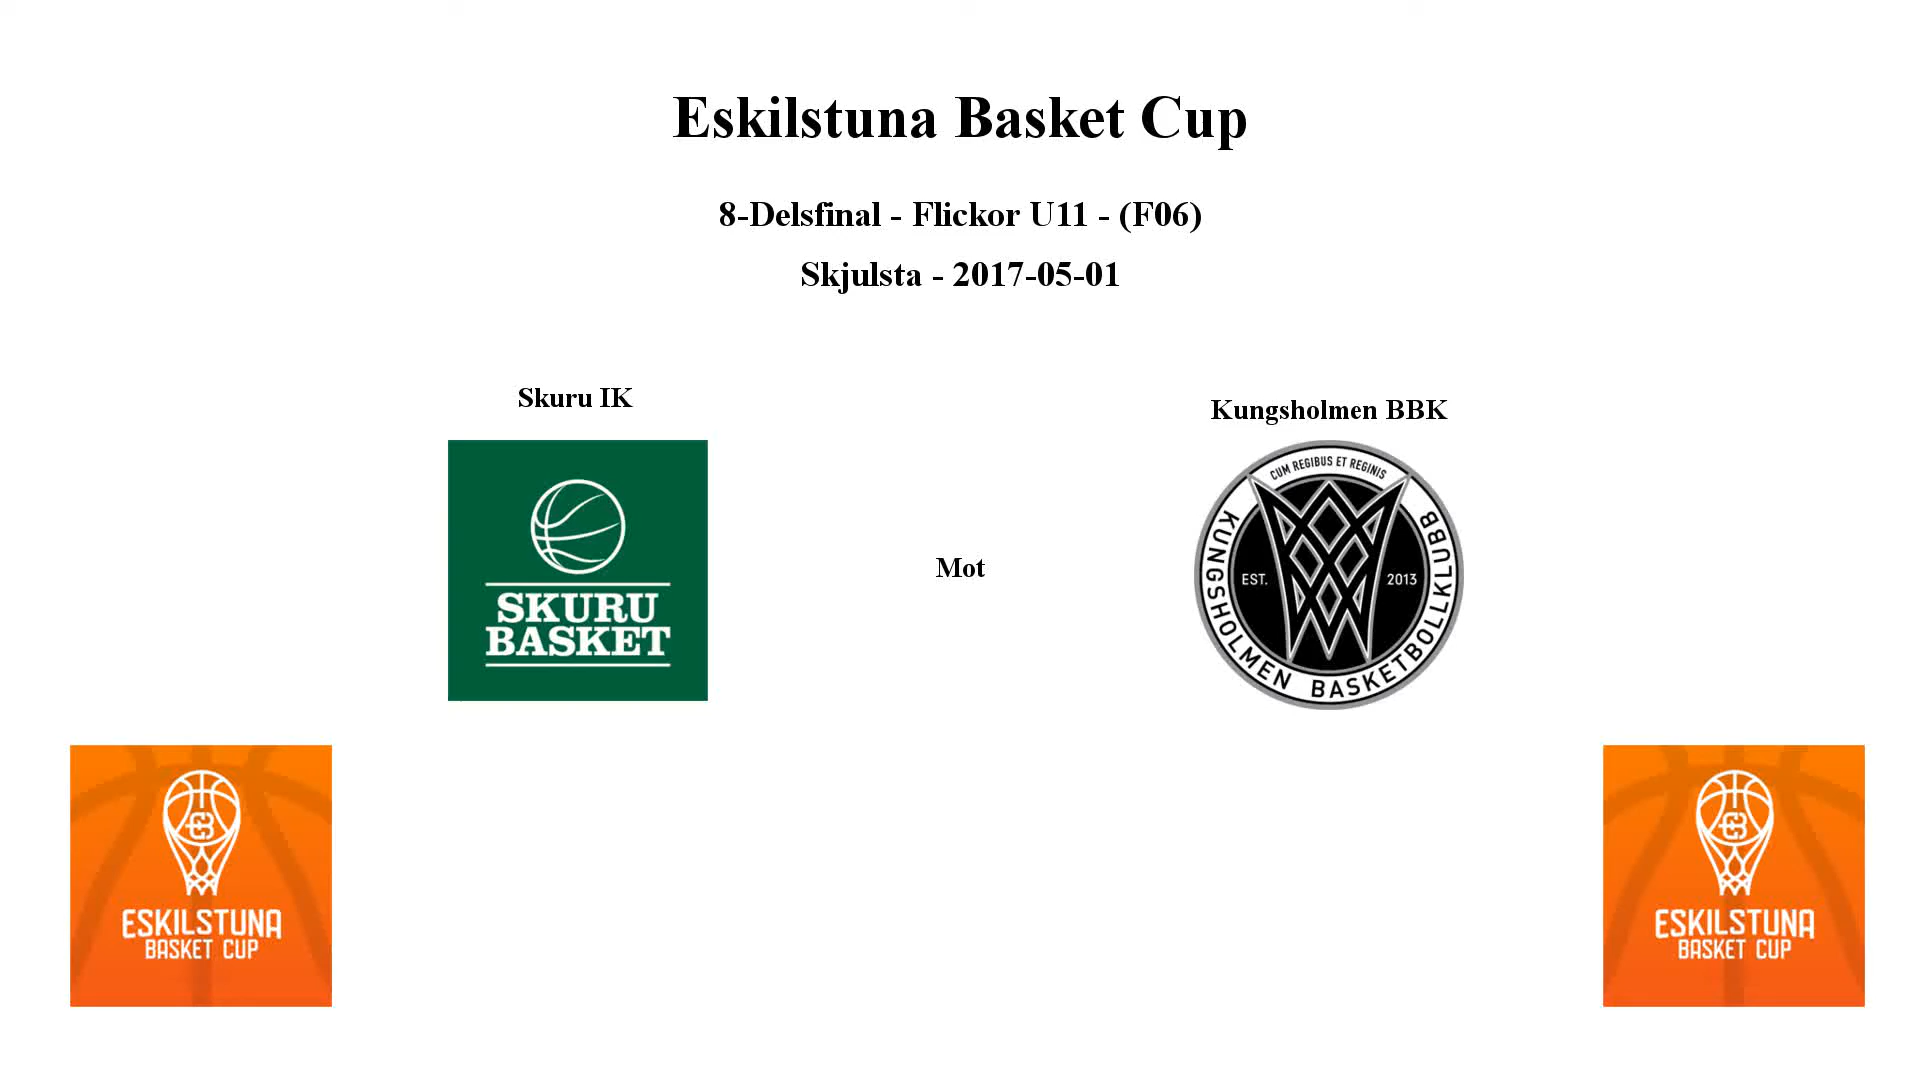 Eskilstuna Basket Cup
8-Delsfinal - Flickor U11 - (F06)
Skjulsta - 2017-05-01
Skuru IK
SKURU
BASKET
Mot
Kungsholmen BBK
CUM REGIBUS ET REGINIS
EST. 2013
KUNGSHOLMEN BASKETBOLLKLUBB
ESKILSTUNA
BASKET CUP
ESKILSTUNA
BASKET CUP